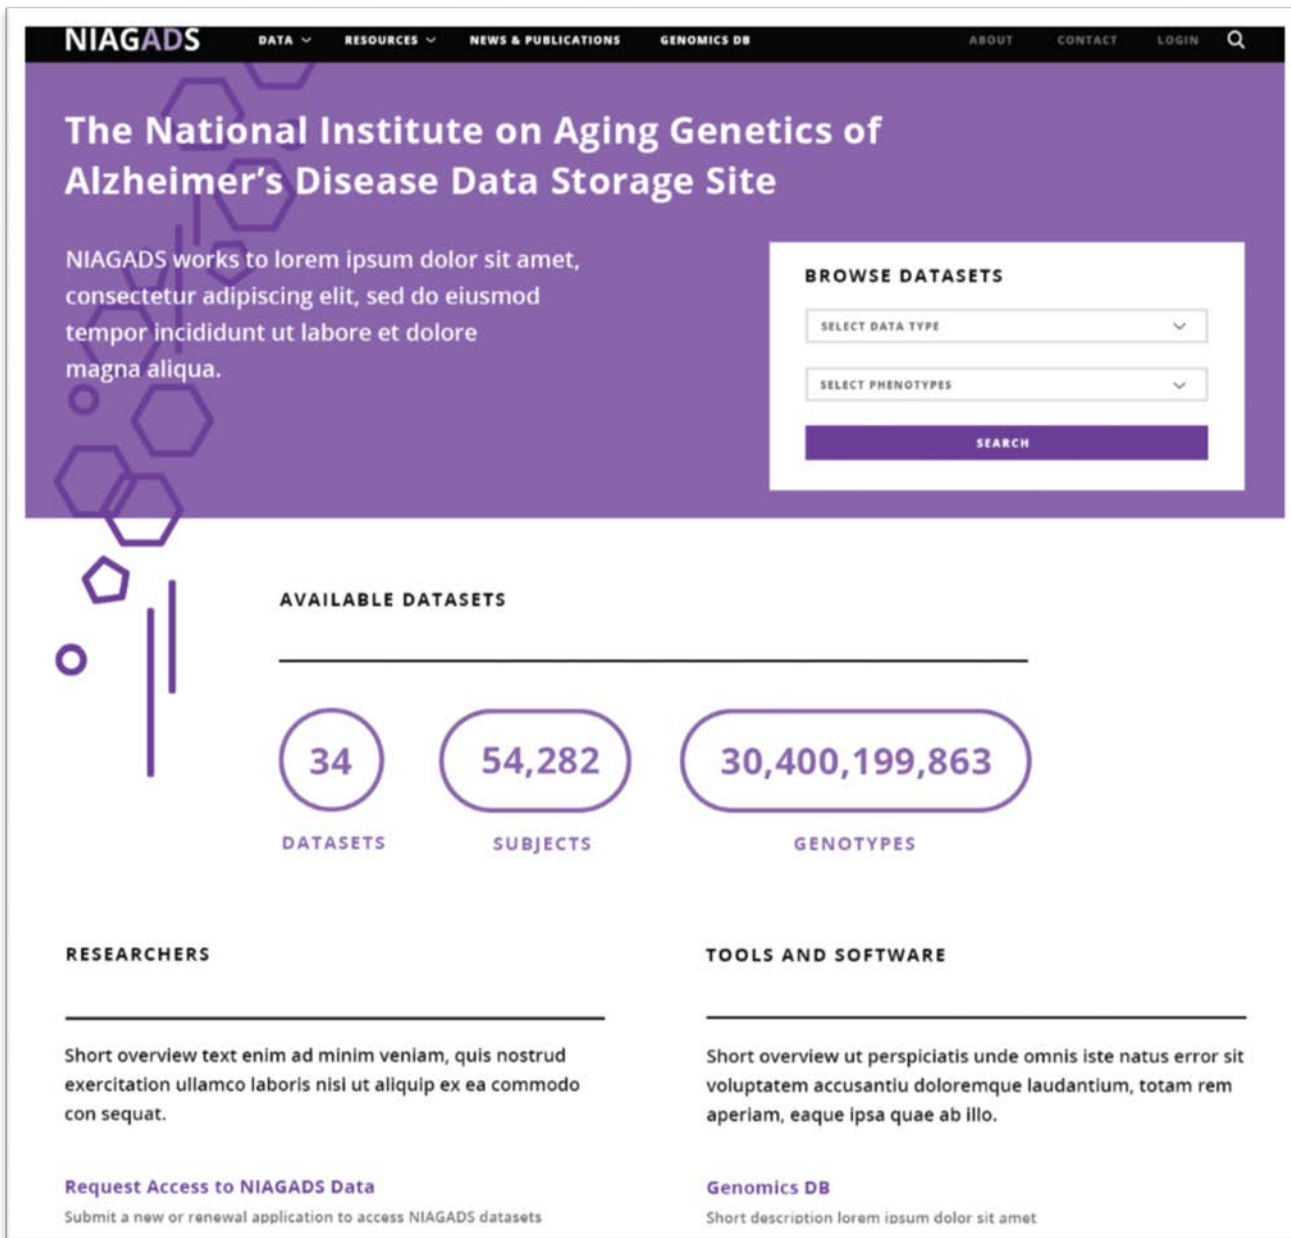 NIAGADS DATA RESOURCES NEWS & PUBLICATIONS GENOMICS DB ABOUT CONTACT LOGIN
The National Institute on Aging Genetics of
Alzheimer's Disease Data Storage Site
NIAGADS works to lorem ipsum dolor sit amet,
consectetur adipiscing elit, sed do eiusmod
tempor incididunt ut labore et dolore
magna aliqua.
BROWSE DATASETS
SELECT DATA TYPE
SELECT PHENOTYPES
SEARCH
AVAILABLE DATASETS
34 54,282 30,400,199,863
DATASETS SUBJECTS GENOTYPES
RESEARCHERS
Short overview text enim ad minim veniam, quis nostrud
exercitation ullamco laboris nisi ut aliquip ex ea commodo
con sequat.
Request Access to NIAGADS Data
Submit a new or renewal application to access NIAGADS datasets
TOOLS AND SOFTWARE
Short overview ut perspiciatis unde omnis iste natus error sit
voluptatem accusantiu doloremque laudantium, totam rem
aperiam, eaque ipsa quae ab illo.
Genomics DB
Short description lorem ipsum dolor sit amet